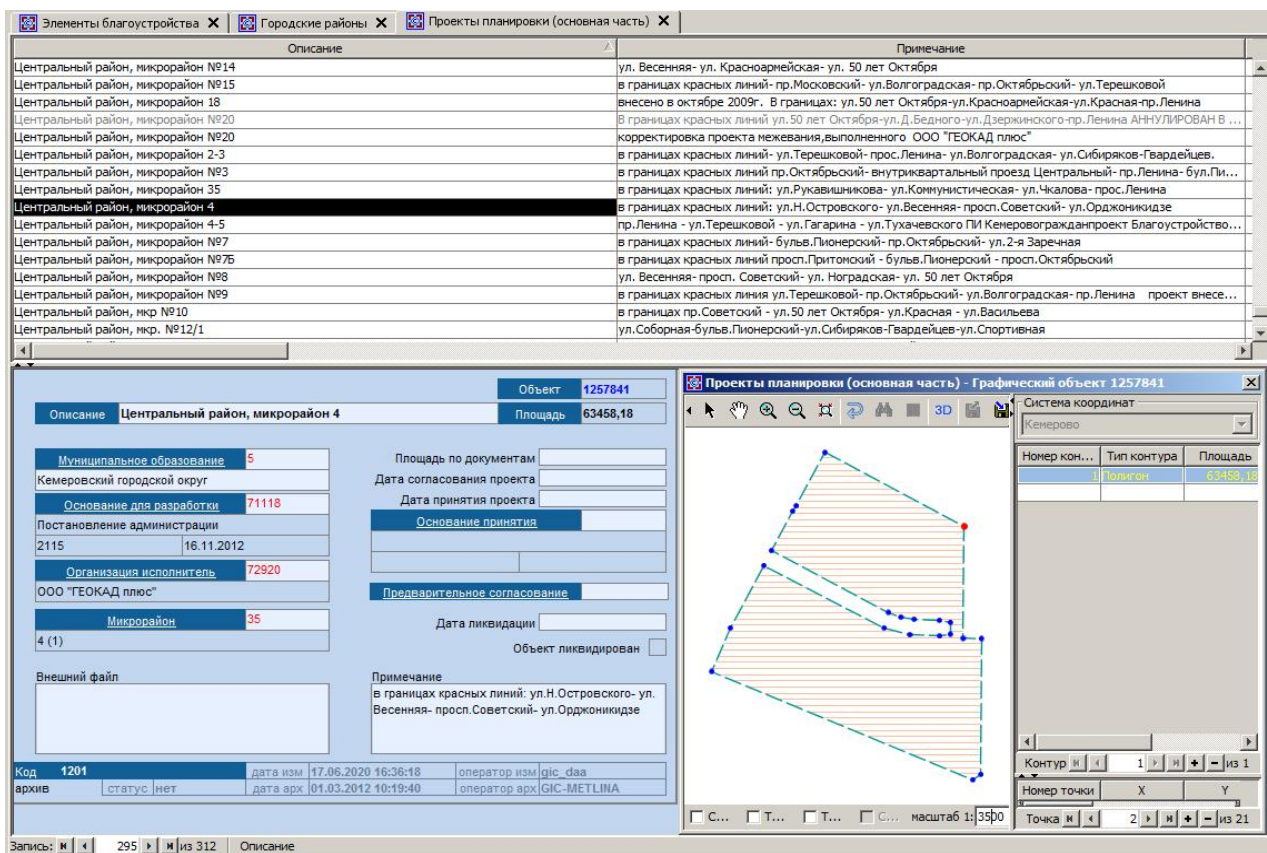 Элементы благоустройства
Городские районы
Проекты планировки (основная часть)
Описание Примечание
Центральный район, микрорайон №14 ул. Весенняя- ул. Красноармейская- ул. 50 лет Октября
Центральный район, микрорайон №15 в границах красных линий- пр.Московский- ул.Волгоградская- пр.Октябрьский- ул.Терешковой
Центральный район, микрорайон 18 внесено в октябре 2009г. В границах: ул.50 лет Октября-ул.Красноармейская-ул.Красная-пр.Ленина
Центральный район, микрорайон №20 В границах красных линий ул.50 лет Октября-ул.Д.Бедного-ул.Дзержинского-пр.Ленина АННУЛИРОВАН В ...
Центральный район, микрорайон №20 корректировка проекта межевания,выполненного ООО "ГЕОКАД плюс"
Центральный район, микрорайон 2-3 в границах красных линий- ул.Терешковой- прос.Ленина- ул.Волгоградская- ул.Сибиряков-Гвардейцев.
Центральный район, микрорайон №3 в границах красных линий пр.Октябрьский- внутриквартальный проезд Центральный- пр.Ленина- бул.Пи...
Центральный район, микрорайон 35 в границах красных линий: ул.Рукавишникова- ул.Коммунистическая- ул.Чкалова- прос.Ленина
Центральный район, микрорайон 4 в границах красных линий: ул.Н.Островского- ул.Весенняя- просп.Советский- ул.Орджоникидзе
Центральный район, микрорайон 4-5 пр.Ленина - ул.Терешковой - ул.Гагарина - ул.Тухачевского ПИ Кемеровогражданпроект Благоустройство...
Центральный район, микрорайон №7 в границах красных линий- бульв.Пионерский- пр.Октябрьский- ул.2-я Заречная
Центральный район, микрорайон №7Б в границах красных линий просп.Притомский - бульв.Пионерский - просп.Октябрьский
Центральный район, микрорайон №8 ул. Весенняя- просп. Советский- ул. Ноградская- ул. 50 лет Октября
Центральный район, микрорайон №9 в границах красных линия ул.Терешковой- пр.Октябрьский- ул.Волгоградская- пр.Ленина проект внесе...
Центральный район, мкр №10 в границах пр.Советский - ул.50 лет Октября- ул.Красная - ул.Васильева
Центральный район, мкр. №12/1 ул.Соборная-бульв.Пионерский-ул.Сибиряков-Гвардейцев-ул.Спортивная
Объект 1257841
Описание Центральный район, микрорайон 4 Площадь 63458,18
Муниципальное образование 5
Кемеровский городской округ
Основание для разработки 71118
Постановление администрации
2115 16.11.2012
Организация исполнитель 72920
ООО "ГЕОКАД плюс"
Микрорайон 35
4 (1)
Внешний файл
Площадь по документам
Дата согласования проекта
Дата принятия проекта
Основание принятия
Предварительное согласование
Дата ликвидации
Объект ликвидирован
Примечание
в границах красных линий: ул.Н.Островского- ул.
Весенняя- просп.Советский- ул.Орджоникидзе
Код 1201 дата изм 17.06.2020 16:36:18 оператор изм gic_daa
архив статус нет дата арх 01.03.2012 10:19:40 оператор арх GIC-METLINA
Проекты планировки (основная часть) - Графический объект 1257841
3D
Система координат
Кемерово
Номер кон... Тип контура Площадь
1 Полигон 63458,18
Контур 1 из 1
Номер точки X Y
Точка 2 из 21
С... Т... Т... С... масштаб 1: 3500
Запись: 295 из 312 Описание